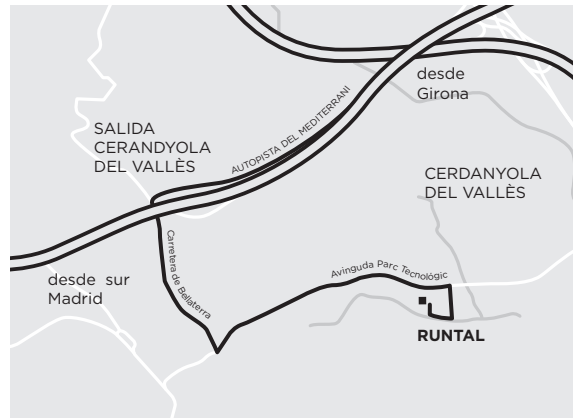 desde
Girona
AUTOPISTA DEL MEDITERRANI
SALIDA
CERANDYOLA
DEL VALLÈS
CERDANYOLA
DEL VALLÈS
Carretera de Bellaterra
Avinguda Parc Tecnològic
desde sur
Madrid
RUNTAL